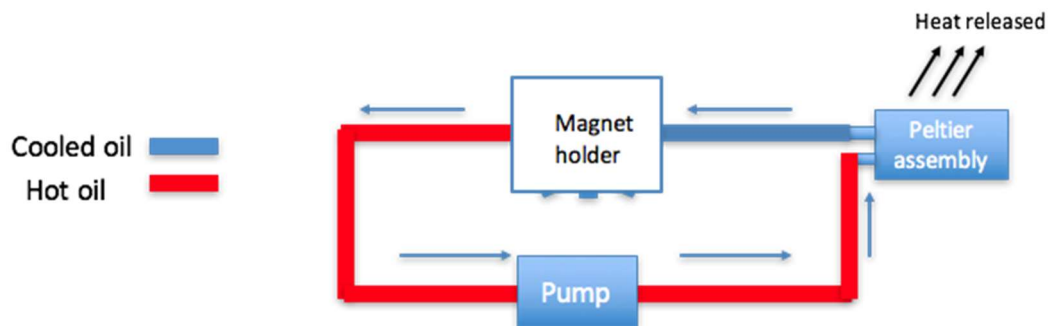 Heat released
Magnet
holder
Peltier
assembly
Cooled oil
Hot oil
Pump